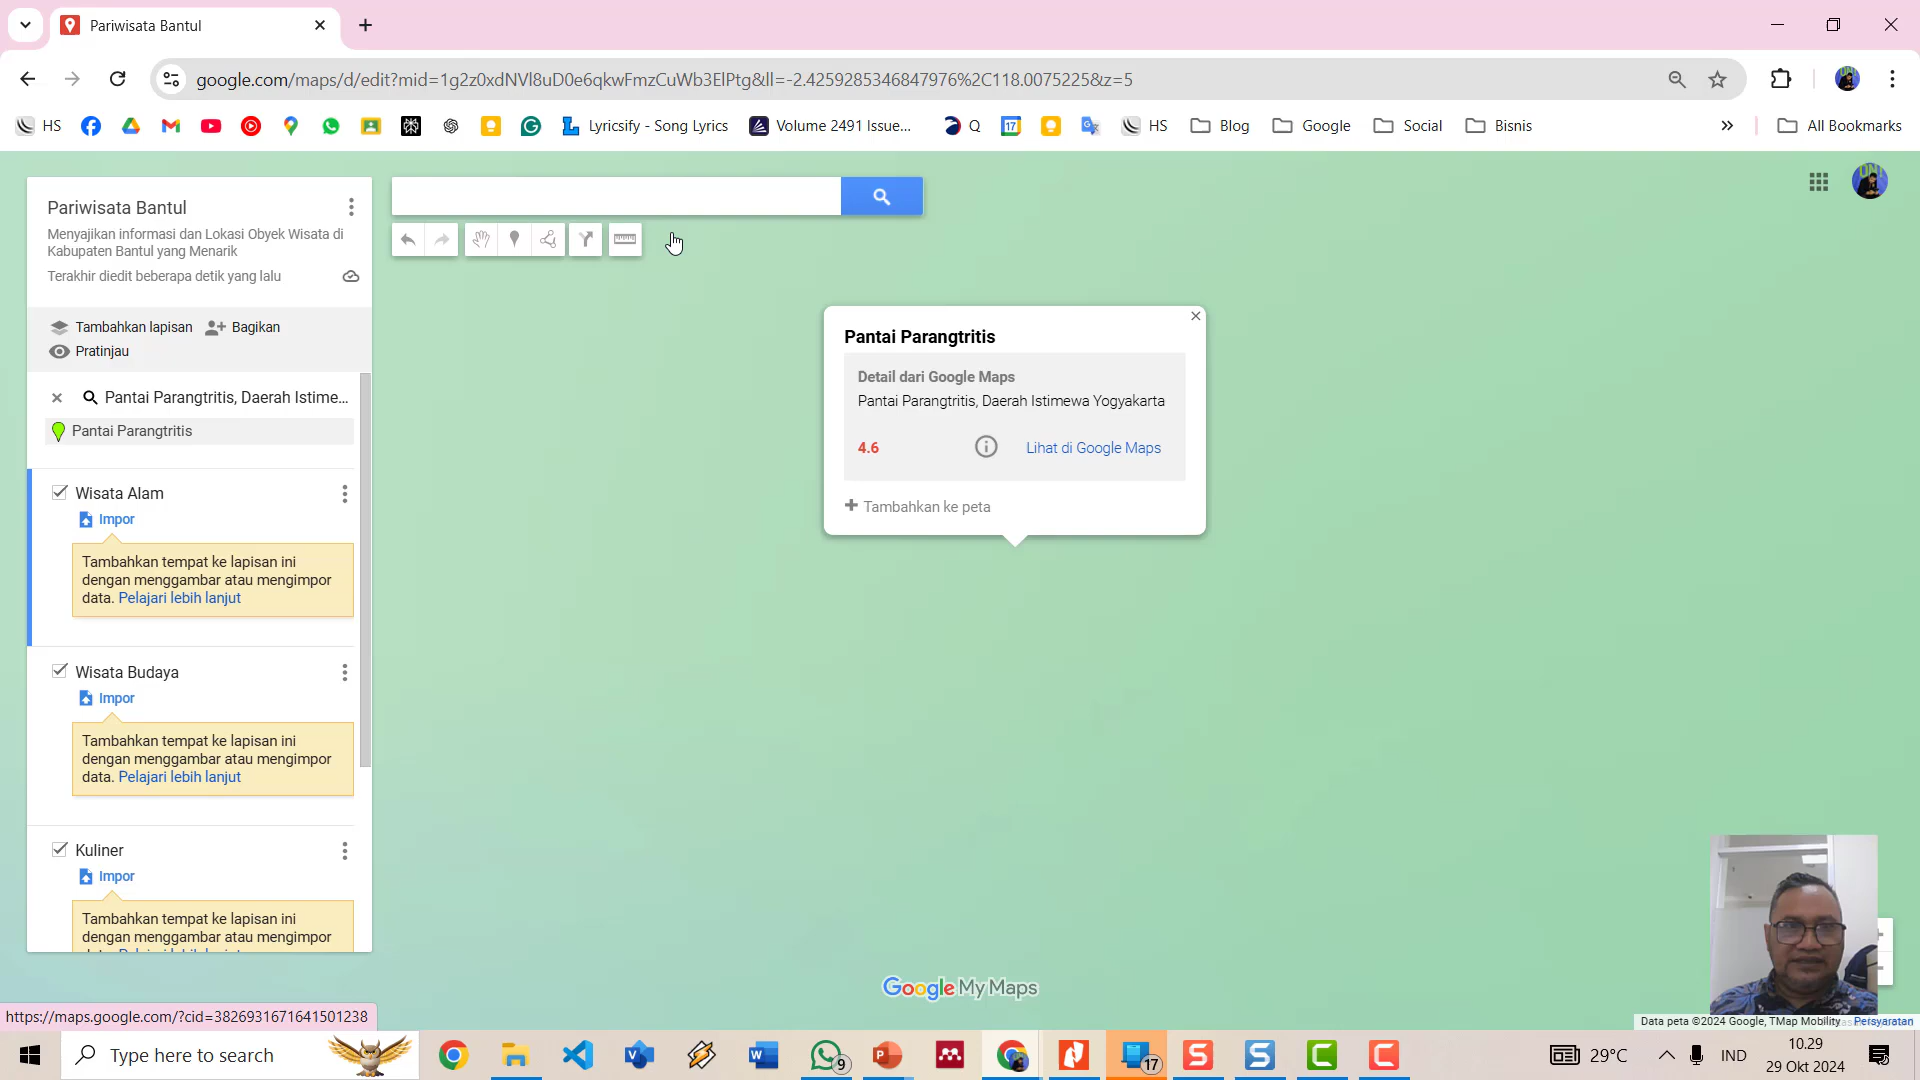 Pariwisata Bantul
google.com/maps/d/edit?mid=1g2z0xdNVl8uD0e6qkwFmzCuWb3ElPtg&ll=-2.4259285346847976%2C118.0075225&z=5
HS
Lyricsify - Song Lyrics
Volume 2491 Issue...
Q
17
HS
Blog
Google
Social
Bisnis
All Bookmarks
Pariwisata Bantul
Menyajikan informasi dan Lokasi Obyek Wisata di
Kabupaten Bantul yang Menarik
Terakhir diedit beberapa detik yang lalu
Tambahkan lapisan
Bagikan
Pratinjau
Pantai Parangtritis, Daerah Istime...
Pantai Parangtritis
Wisata Alam
Impor
Tambahkan tempat ke lapisan ini
dengan menggambar atau mengimpor
data. Pelajari lebih lanjut
Wisata Budaya
Impor
Tambahkan tempat ke lapisan ini
dengan menggambar atau mengimpor
data. Pelajari lebih lanjut
Kuliner
Impor
Tambahkan tempat ke lapisan ini
dengan menggambar atau mengimpor
Pantai Parangtritis
Detail dari Google Maps
Pantai Parangtritis, Daerah Istimewa Yogyakarta
4.6
Lihat di Google Maps
Tambahkan ke peta
Google My Maps
Data peta ©2024 Google, TMap Mobility
Persyaratan
https://maps.google.com/?cid=3826931671641501238
Type here to search
9
17
29°C
IND
10.29
29 Okt 2024